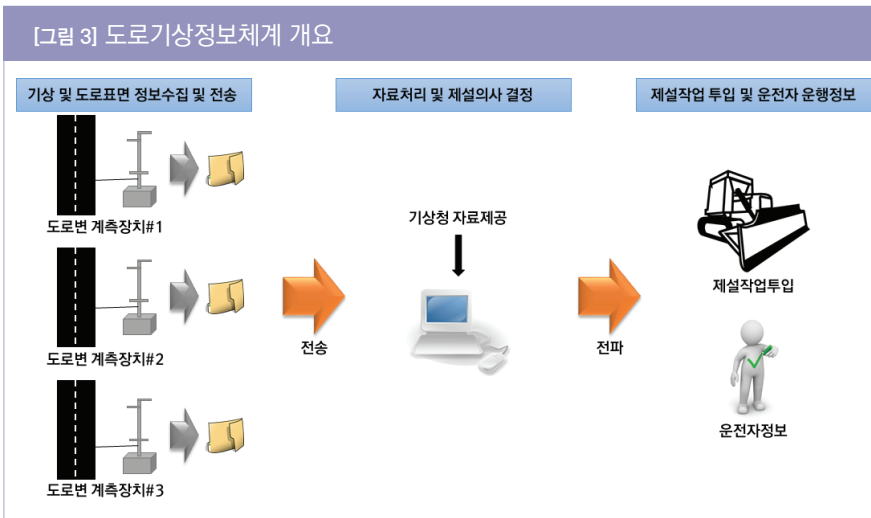 [그림 3] 도로기상정보체계 개요
기상 및 도로표면 정보수집 및 전송
자료처리 및 제설의사 결정
제설작업 투입 및 운전자 운행정보
도로변 계측장치#1
도로변 계측장치#2
도로변 계측장치#3
전송
기상청 자료제공
전파
제설작업투입
운전자정보